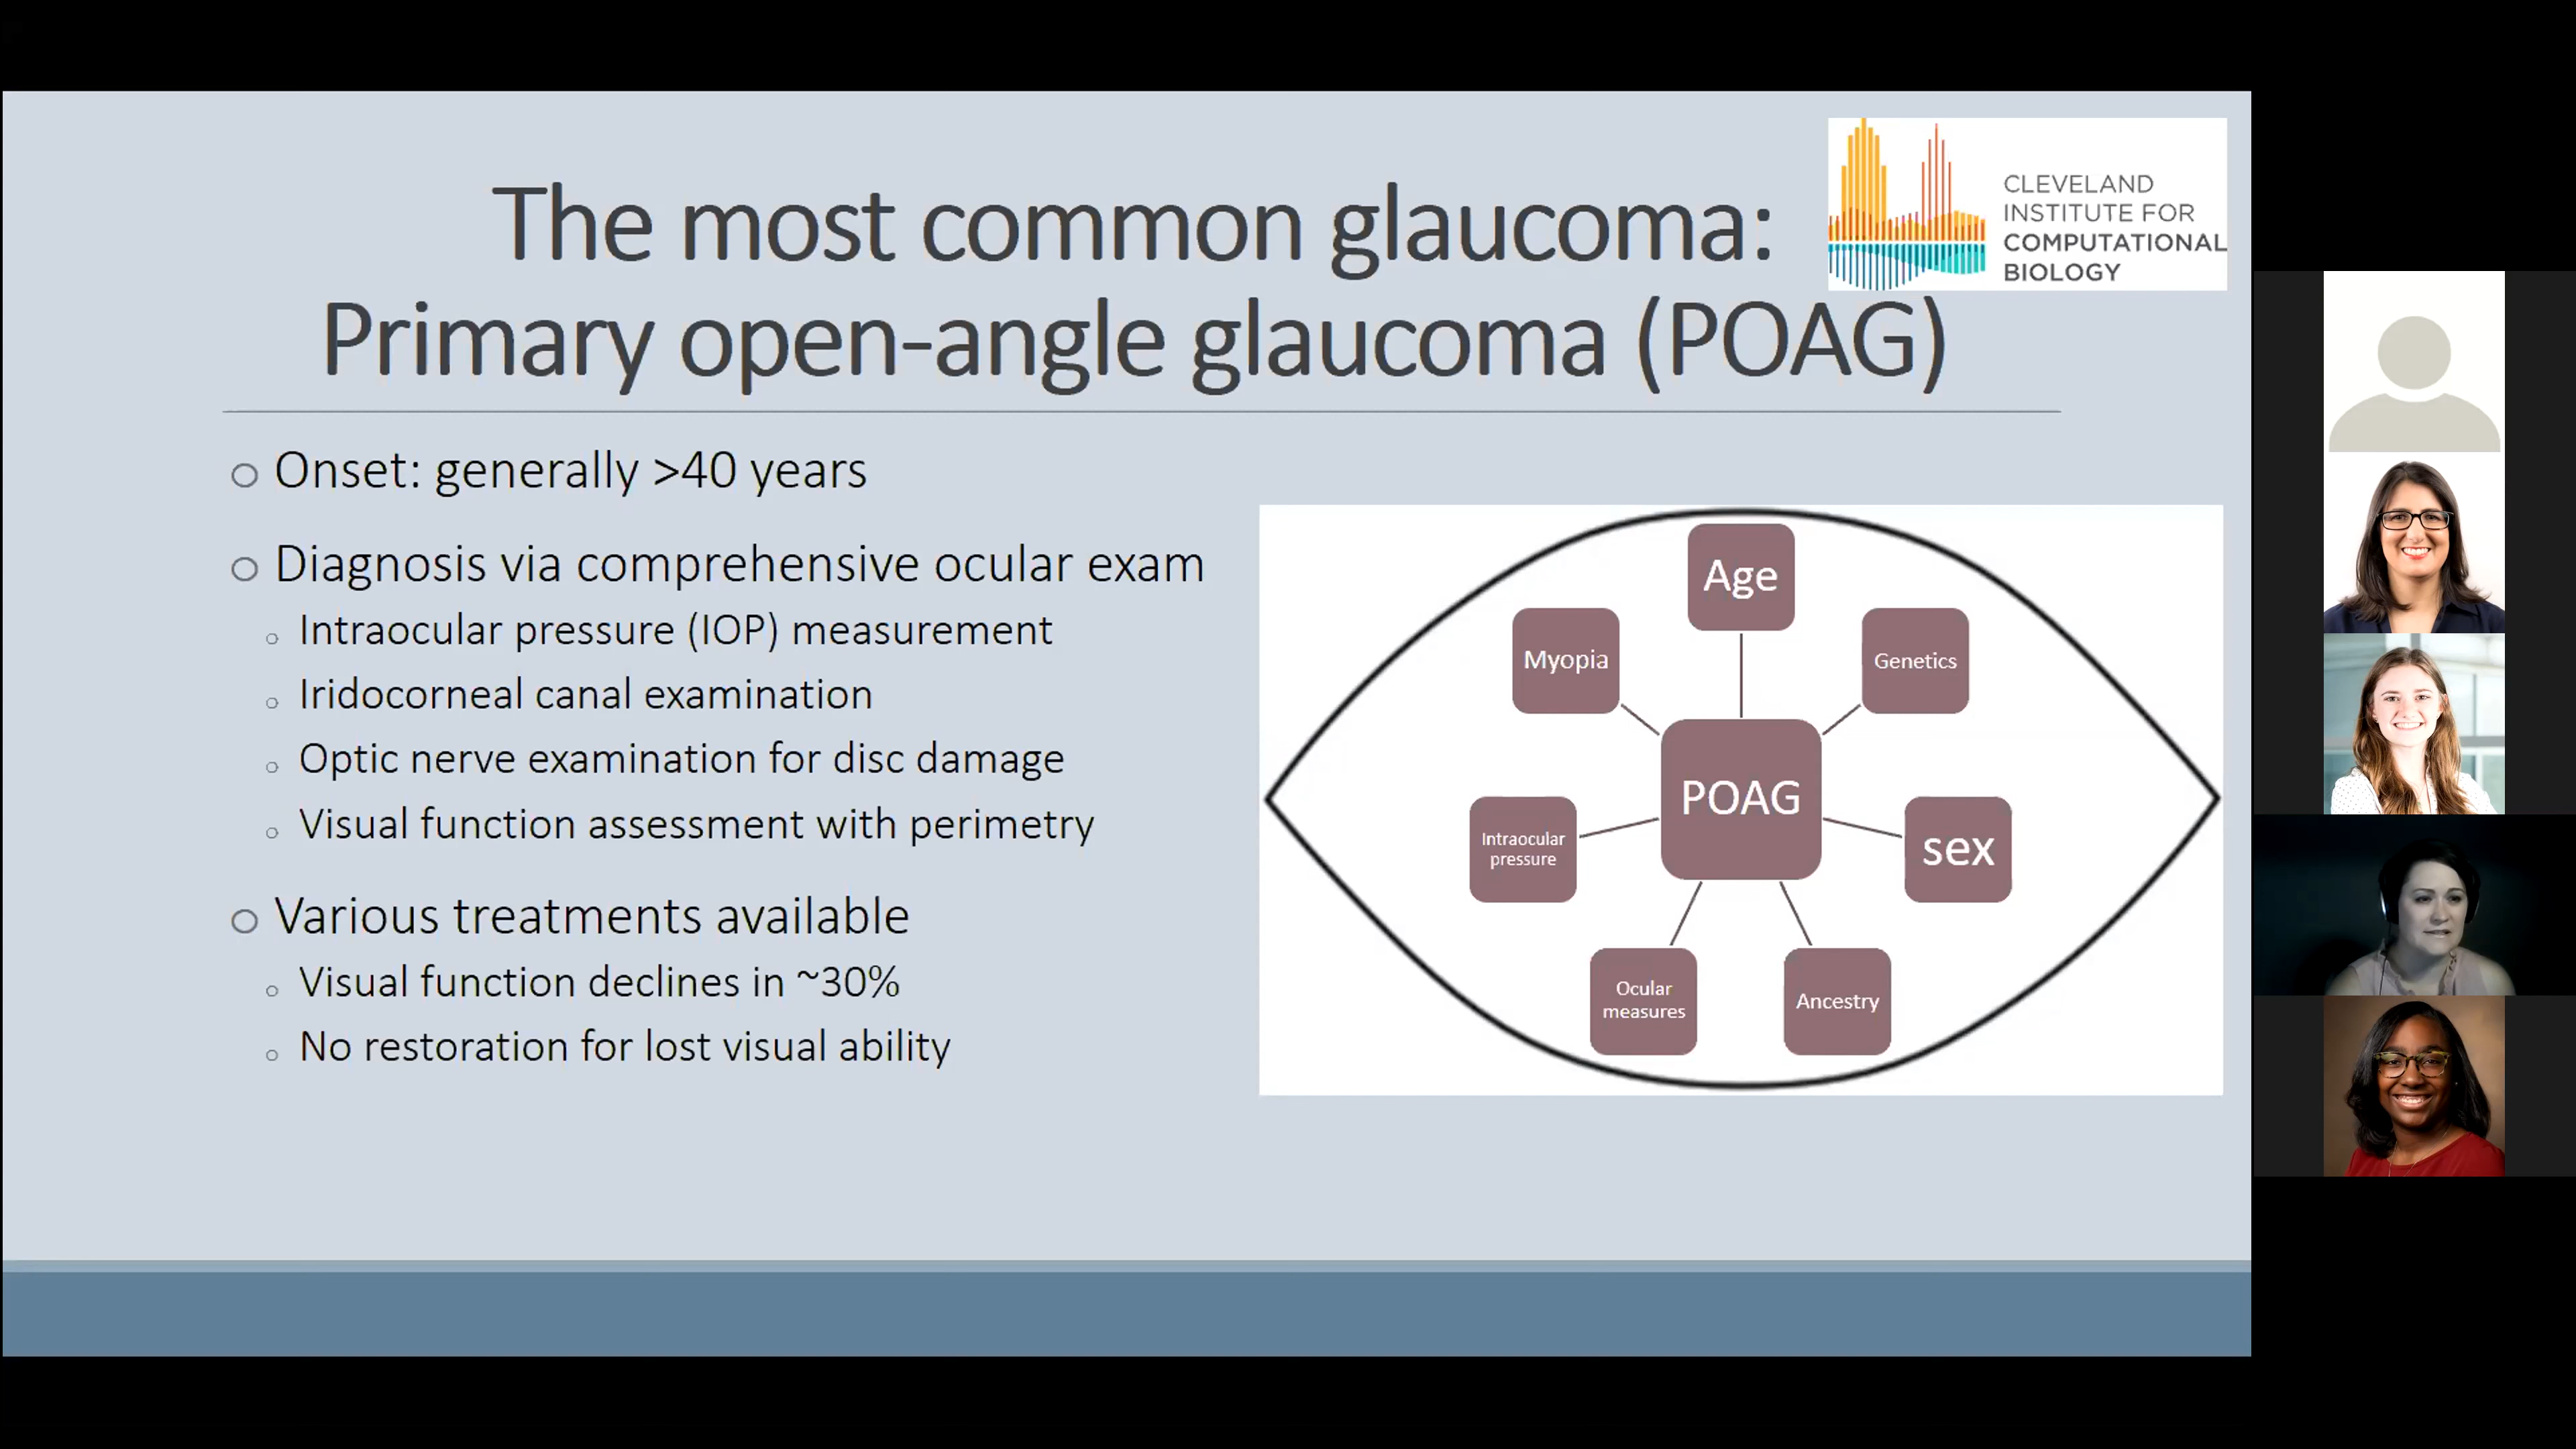 The most common glaucoma:
Primary open-angle glaucoma (POAG)
CLEVELAND
INSTITUTE FOR
COMPUTATIONAL
BIOLOGY
Onset: generally >40 years
Diagnosis via comprehensive ocular exam
Intraocular pressure (IOP) measurement
Iridocorneal canal examination
Optic nerve examination for disc damage
Visual function assessment with perimetry
Various treatments available
Visual function declines in ~30%
No restoration for lost visual ability
Age
Myopia
Genetics
POAG
Intraocular
pressure
sex
Ocular
measures
Ancestry